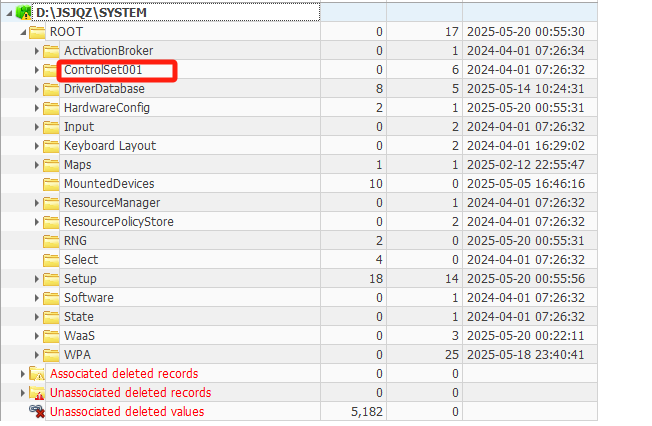 D:\JSJQZ\SYSTEM
ROOT 0 17 2025-05-20 00:55:30
ActivationBroker 0 1 2024-04-01 07:26:34
ControlSet001 0 6 2024-04-01 07:26:32
DriverDatabase 8 5 2025-05-14 10:24:31
HardwareConfig 2 1 2025-05-20 00:55:31
Input 0 2 2024-04-01 07:26:32
Keyboard Layout 0 2 2024-04-01 16:29:02
Maps 1 1 2025-02-12 22:55:47
MountedDevices 10 0 2025-05-05 16:46:16
ResourceManager 0 1 2024-04-01 07:26:32
ResourcePolicyStore 0 2 2024-04-01 07:26:32
RNG 2 0 2025-05-20 00:55:31
Select 4 0 2024-04-01 07:26:32
Setup 18 14 2025-05-20 00:55:56
Software 0 1 2024-04-01 07:26:32
State 0 1 2024-04-01 07:26:32
WaaS 0 3 2025-05-20 00:22:11
WPA 0 25 2025-05-18 23:40:41
Associated deleted records 0 0
Unassociated deleted records 0 0
Unassociated deleted values 5,182 0